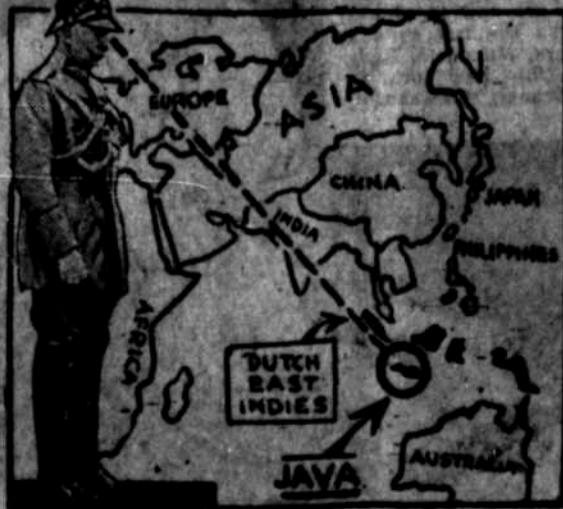 EUROPE
ASIA
CHINA
JAPAN
INDIA
PHILIPPINES
AFRICA
DUTCH
EAST
INDIES
JAVA
AUSTRALIA